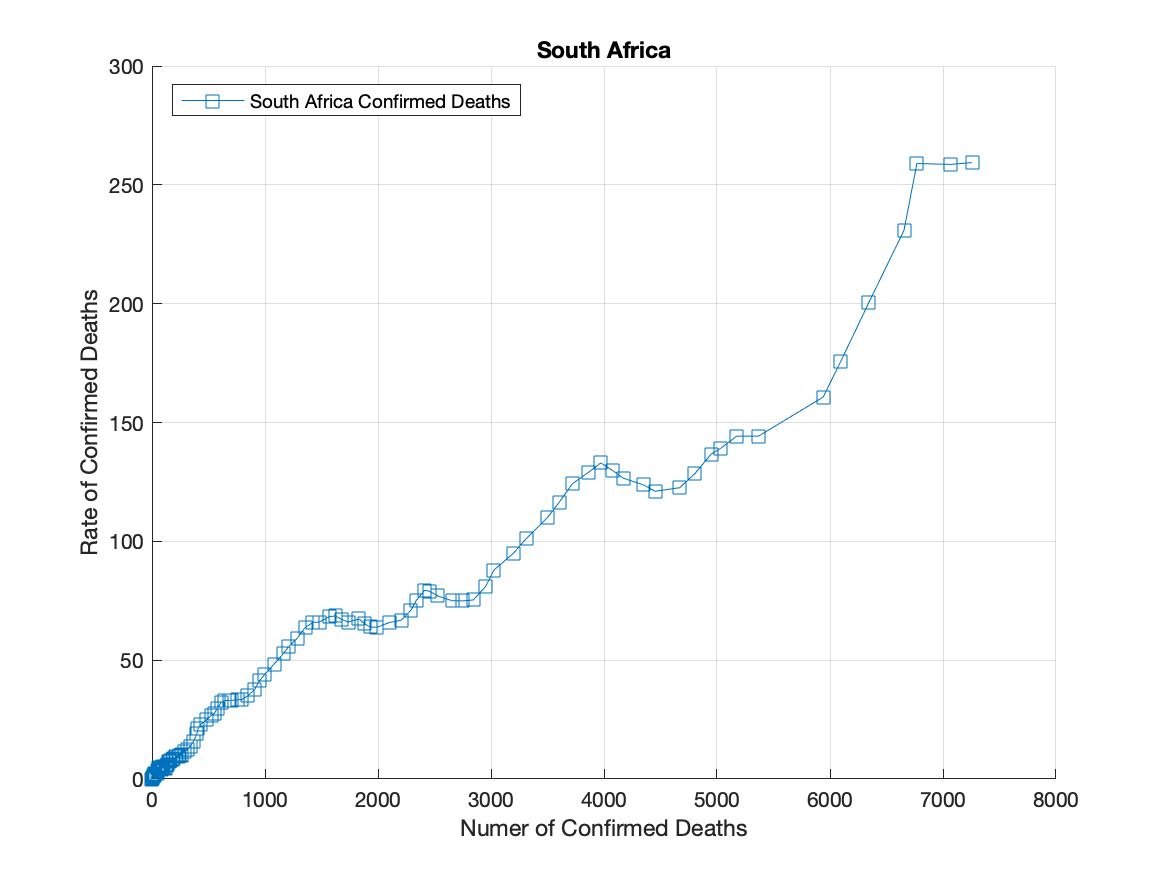 South Africa
300
South Africa Confirmed Deaths
250
200
150
100
50
0
Rate of Confirmed Deaths
0 1000 2000 3000 4000 5000 6000 7000 8000
Numer of Confirmed Deaths